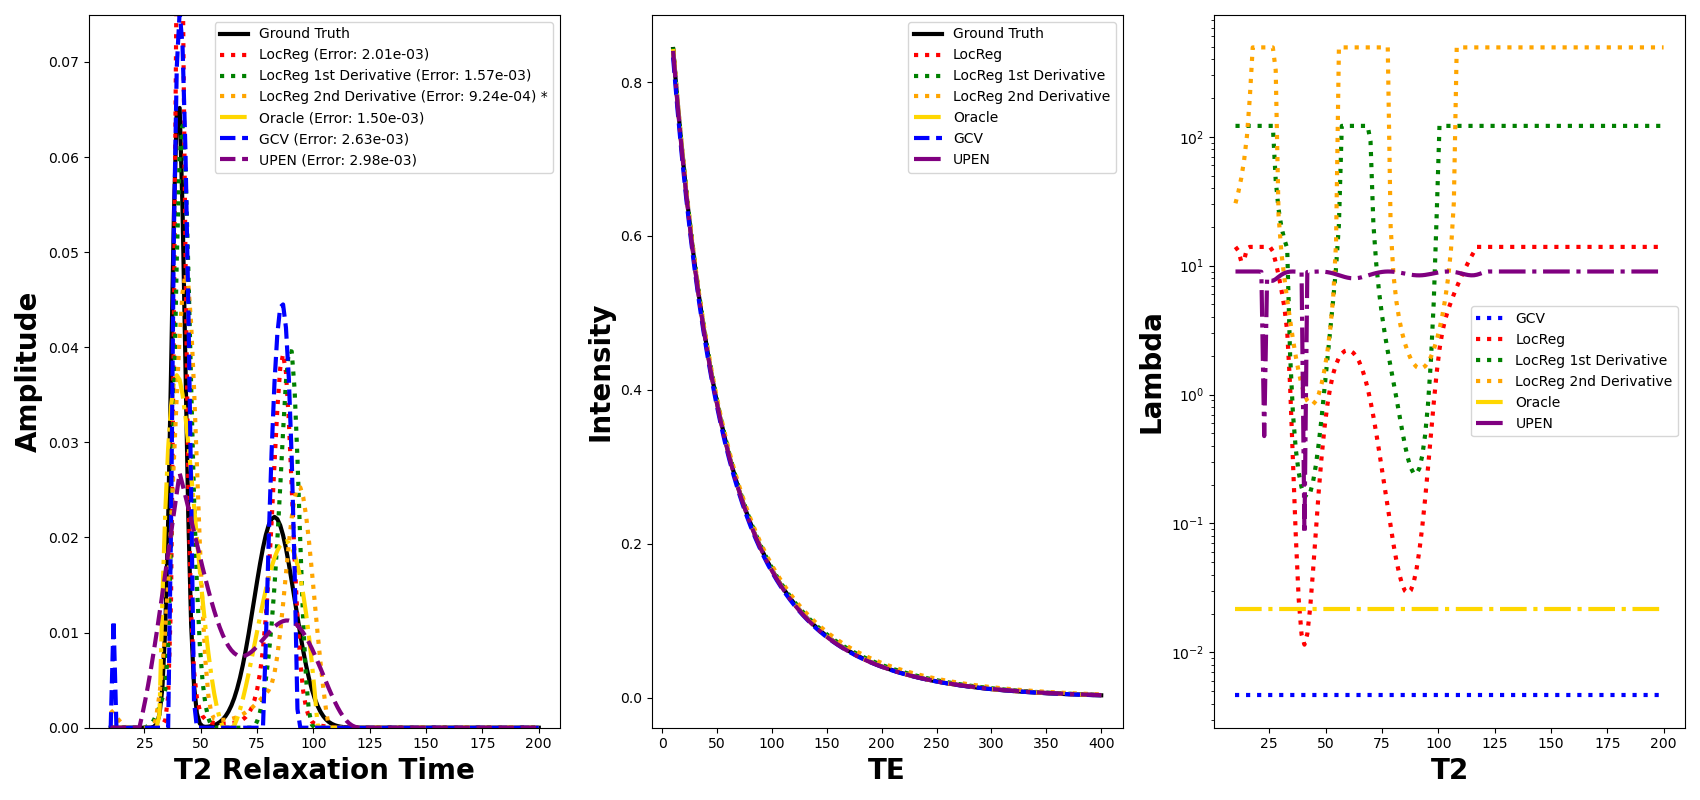 Amplitude
0.07
0.06
0.05
0.04
0.03
0.02
0.01
0.00
25 50 75 100 125 150 175 200
T2 Relaxation Time
Ground Truth
LocReg (Error: 2.01e-03)
LocReg 1st Derivative (Error: 1.57e-03)
LocReg 2nd Derivative (Error: 9.24e-04) *
Oracle (Error: 1.50e-03)
GCV (Error: 2.63e-03)
UPEN (Error: 2.98e-03)
Intensity
0.8
0.6
0.4
0.2
0.0
0 50 100 150 200 250 300 350 400
TE
Ground Truth
LocReg
LocReg 1st Derivative
LocReg 2nd Derivative
Oracle
GCV
UPEN
Lambda
10²
10¹
10⁰
10⁻¹
10⁻²
25 50 75 100 125 150 175 200
T2
GCV
LocReg
LocReg 1st Derivative
LocReg 2nd Derivative
Oracle
UPEN